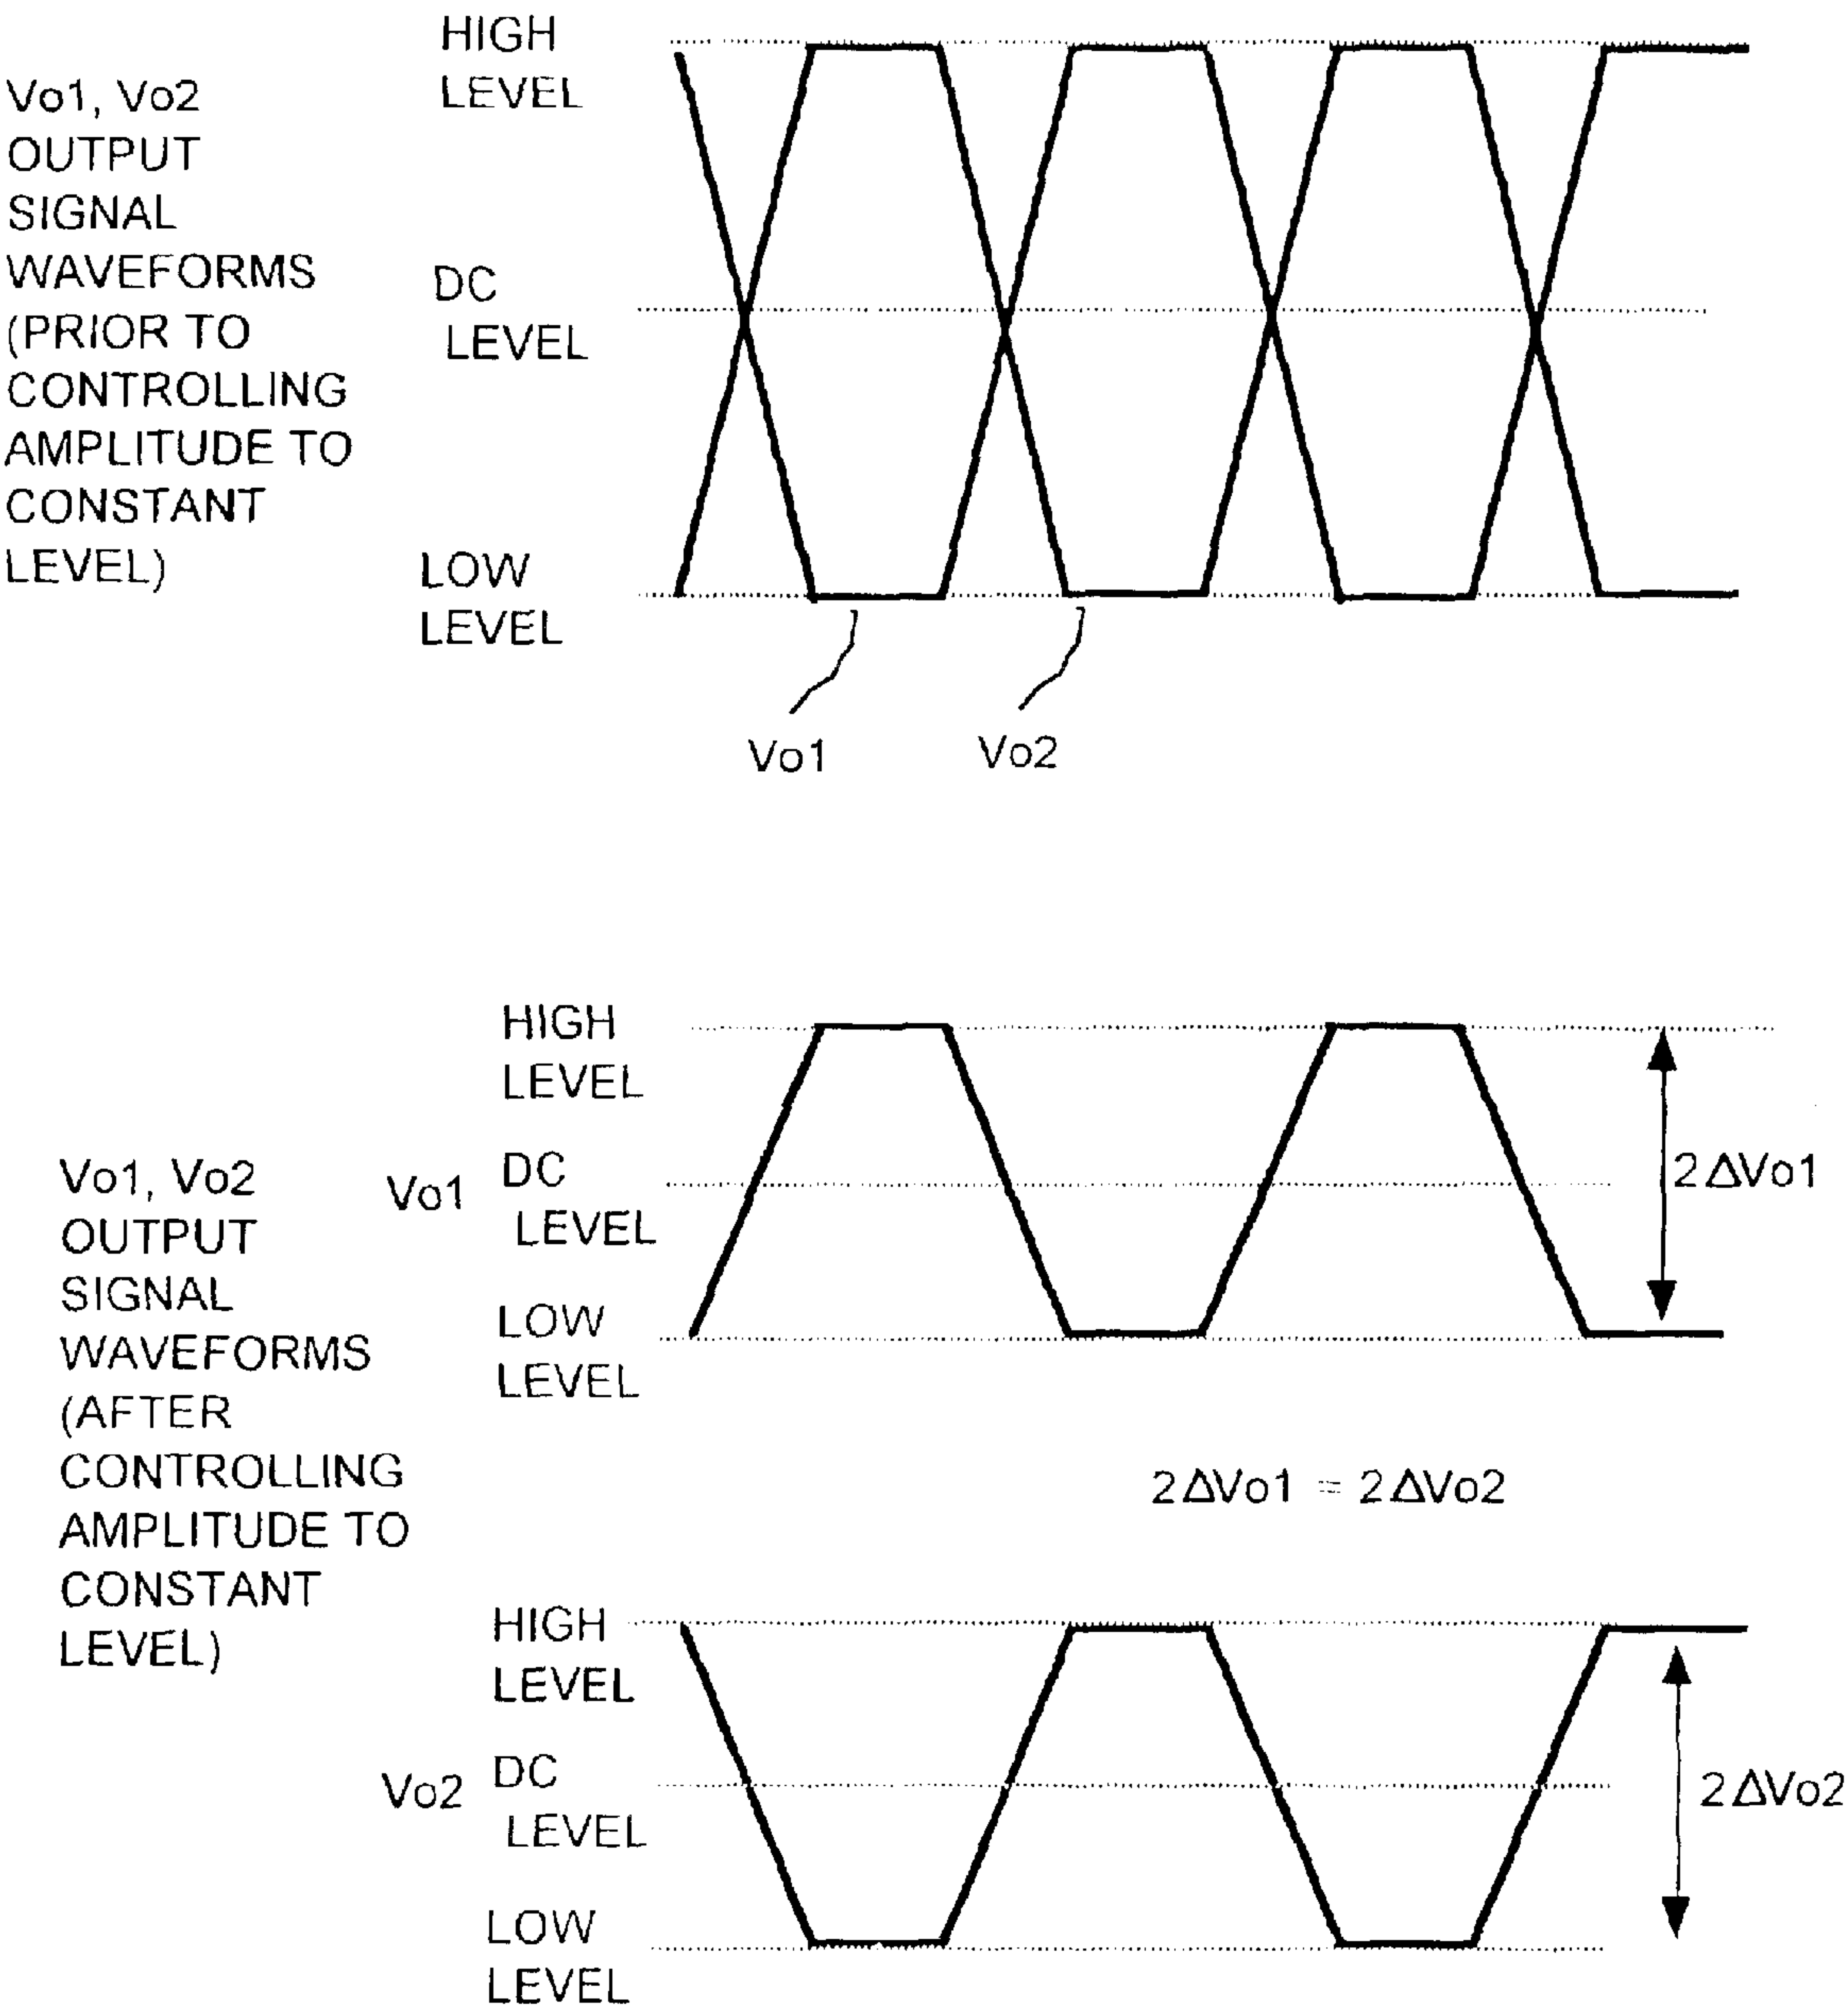 Vo1, Vo2
OUTPUT
SIGNAL
WAVEFORMS
(PRIOR TO
CONTROLLING
AMPLITUDE TO
CONSTANT
LEVEL)
HIGH
LEVEL
DC
LEVEL
LOW
LEVEL
Vo1
Vo2
Vo1, Vo2
OUTPUT
SIGNAL
WAVEFORMS
(AFTER
CONTROLLING
AMPLITUDE TO
CONSTANT
LEVEL)
Vo1
HIGH
LEVEL
DC
LEVEL
LOW
LEVEL
2ΔVo1
2ΔVo1 = 2ΔVo2
Vo2
HIGH
LEVEL
DC
LEVEL
LOW
LEVEL
2ΔVo2